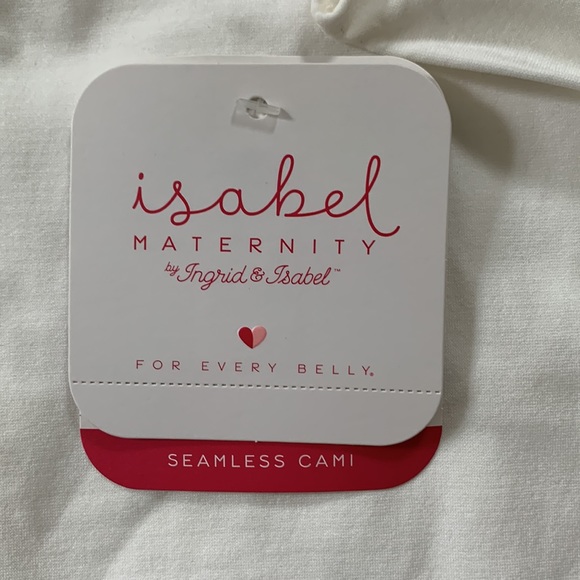 isabel
MATERNITY
by Ingrid & Isabel™
FOR EVERY BELLY®
SEAMLESS CAMI